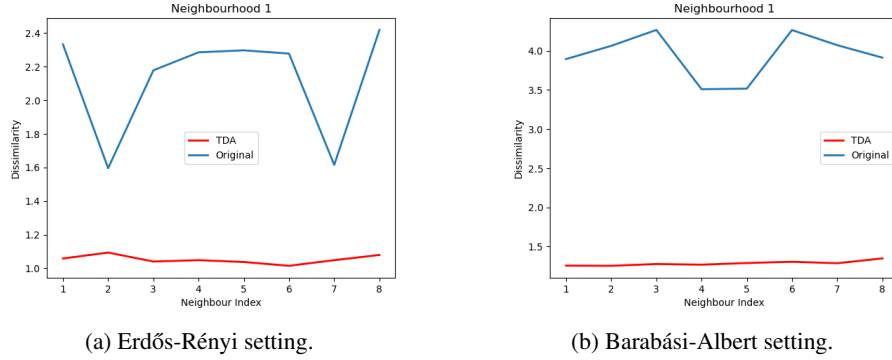 Neighbourhood 1
2.4
2.2
2.0
1.8
1.6
1.4
1.2
1.0
Dissimilarity
TDA
Original
1 2 3 4 5 6 7 8
Neighbour Index
(a) Erdős-Rényi setting.
Neighbourhood 1
4.0
3.5
3.0
2.5
2.0
1.5
Dissimilarity
TDA
Original
1 2 3 4 5 6 7 8
Neighbour Index
(b) Barabási-Albert setting.